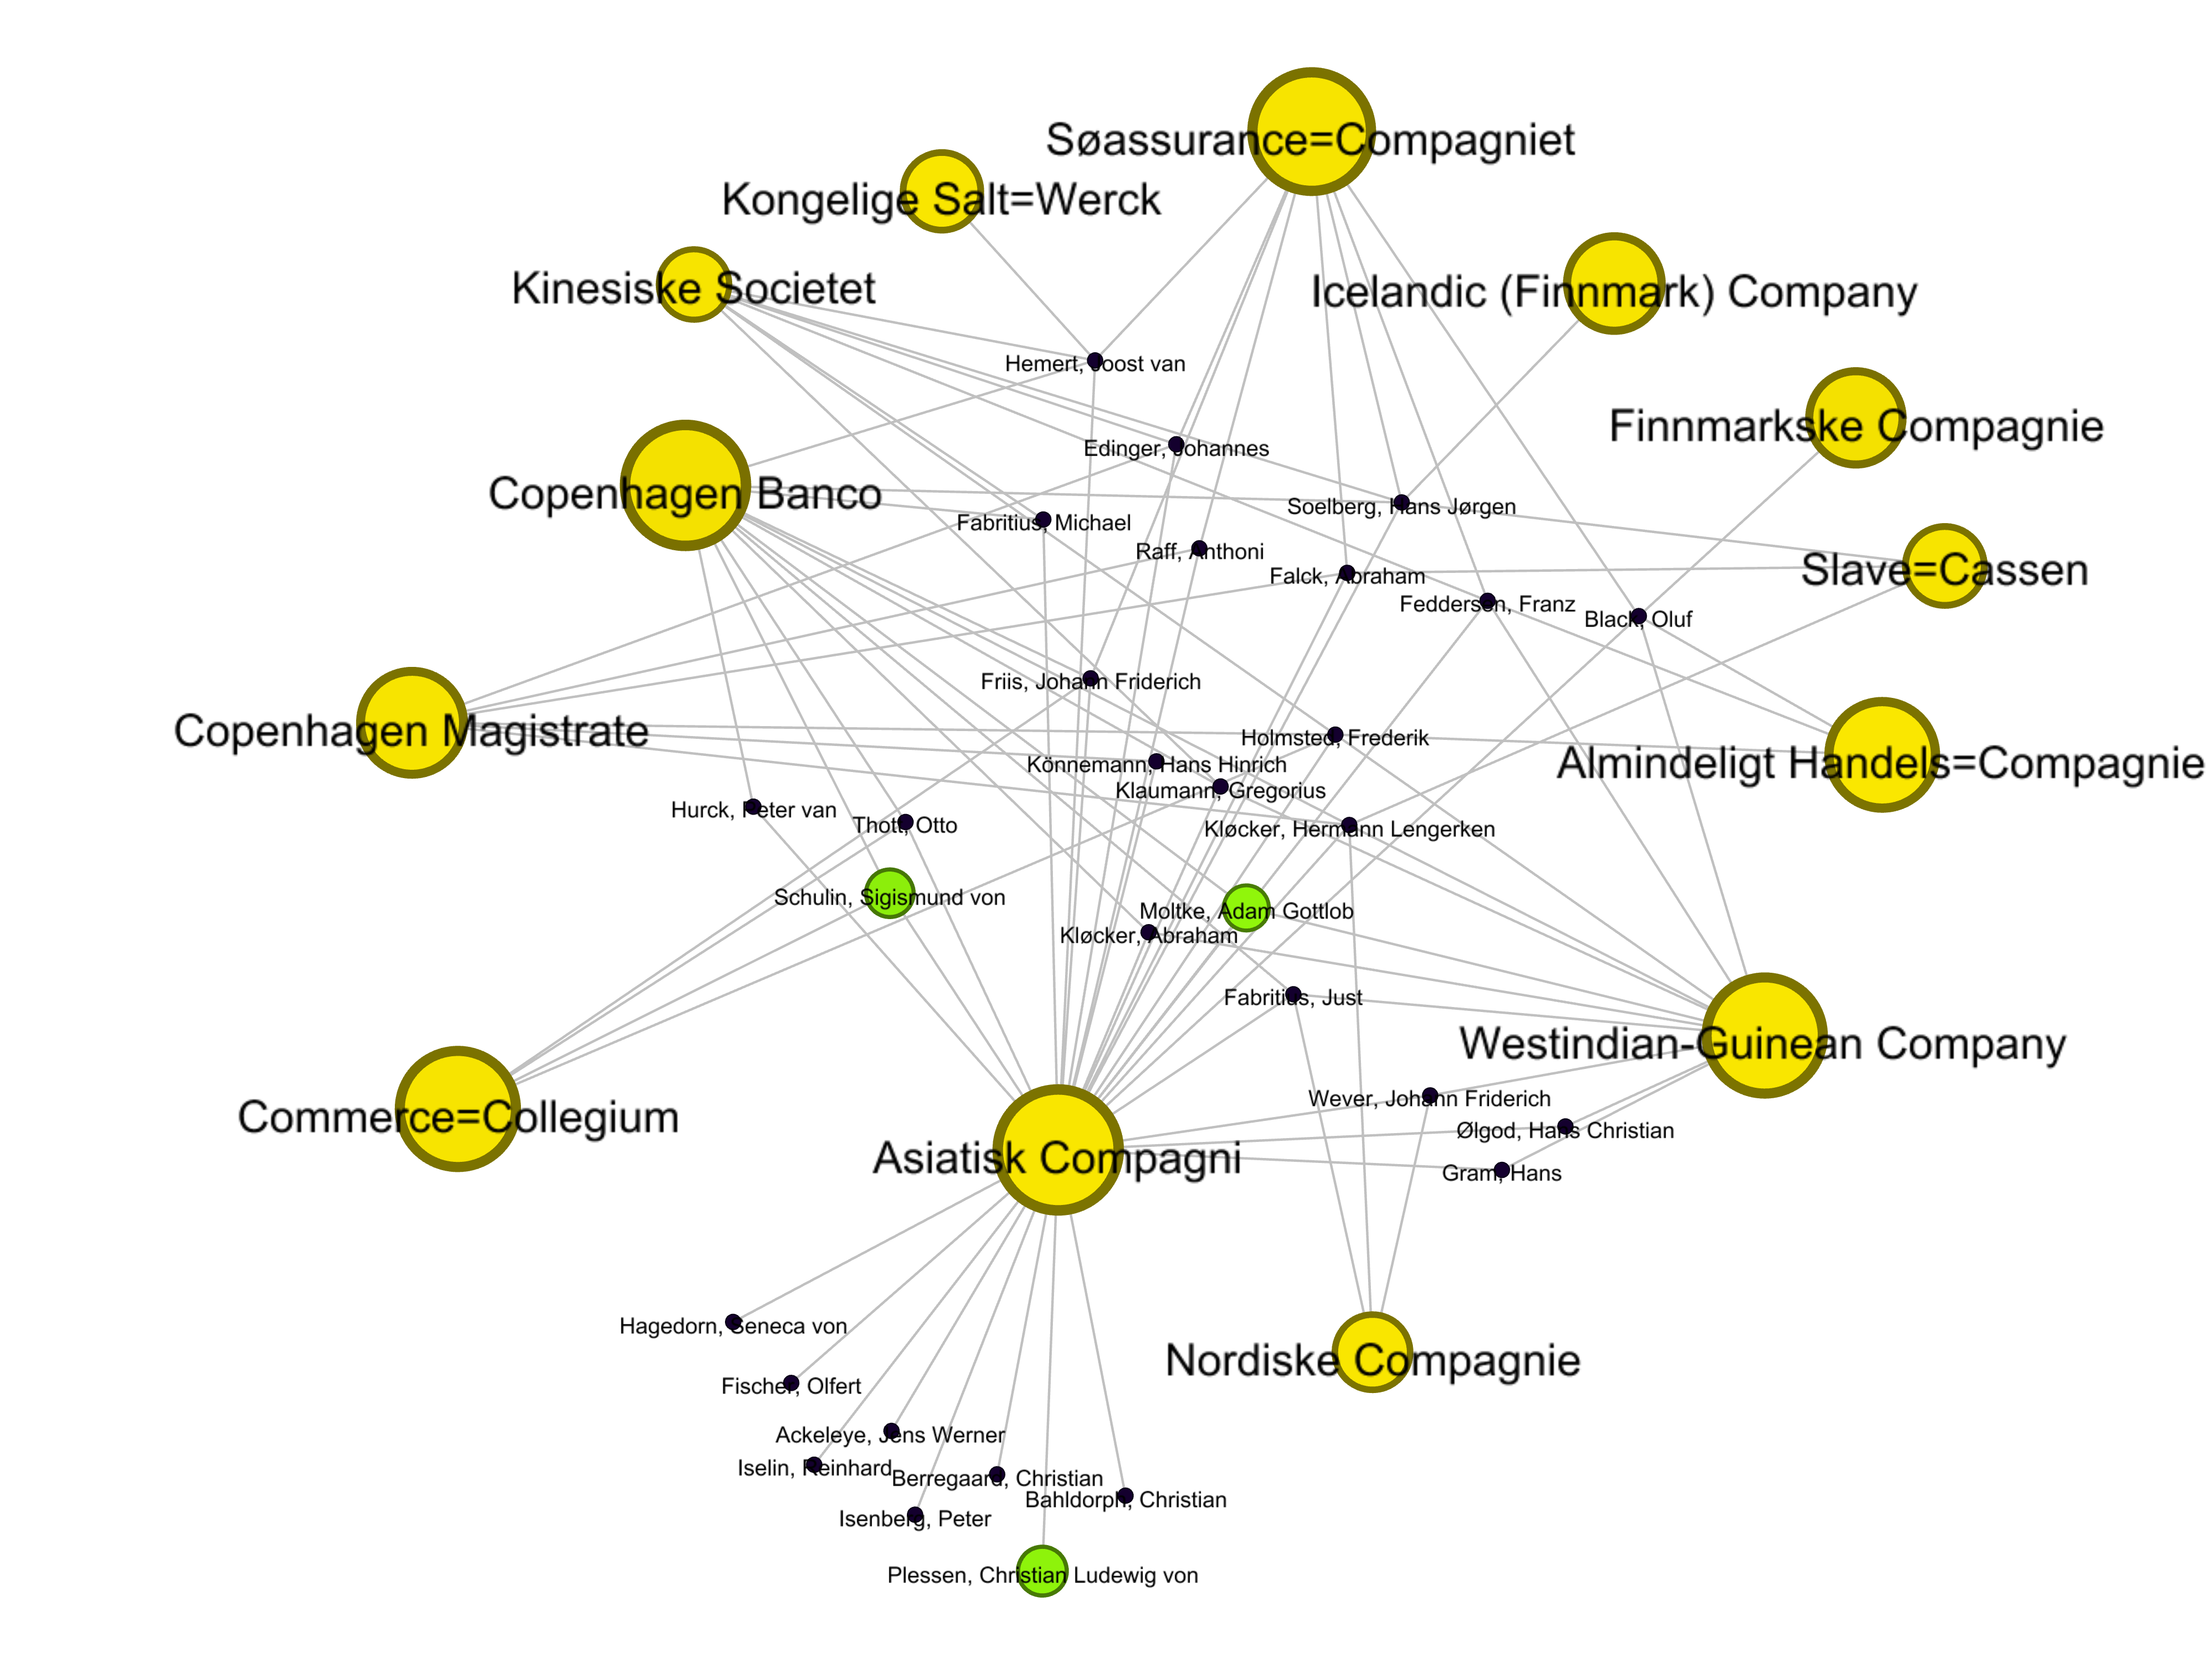 Søassurance=Compagniet
Kongelige Salt=Werck
Kinesiske Societet
Icelandic (Finnmark) Company
Hemert, Joost van
Finnmarkske Compagnie
Edinger, Johannes
Copenhagen Banco
Soelberg, Hans Jørgen
Fabritius, Michael
Raff, Anthoni
Slave=Cassen
Falck, Abraham
Feddersen, Franz
Black, Oluf
Friis, Johann Friderich
Copenhagen Magistrate
Holmsted, Frederik
Almindeligt Handels=Compagnie
Könnemann, Hans Hinrich
Klaumann, Gregorius
Hurck, Peter van
Thott, Otto
Kløcker, Hermann Lengerken
Schulin, Sigismund von
Moltke, Adam Gottlob
Kløcker, Abraham
Fabritius, Just
Westindian-Guinean Company
Wever, Johann Friderich
Commerce=Collegium
Ølgod, Hans Christian
Asiatisk Compagni
Gram, Hans
Hagedorn, Seneca von
Nordiske Compagnie
Fischer, Olfert
Ackeleye, Jens Werner
Iselin, Reinhard
Berregaard, Christian
Bahldorph, Christian
Isenberg, Peter
Plessen, Christian Ludewig von